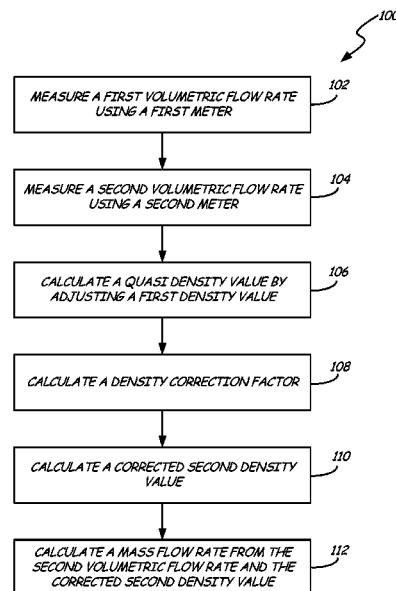 100
MEASURE A FIRST VOLUMETRIC FLOW RATE
USING A FIRST METER
102
MEASURE A SECOND VOLUMETRIC FLOW RATE
USING A SECOND METER
104
CALCULATE A QUASI DENSITY VALUE BY
ADJUSTING A FIRST DENSITY VALUE
106
CALCULATE A DENSITY CORRECTION FACTOR
108
CALCULATE A CORRECTED SECOND DENSITY
VALUE
110
CALCULATE A MASS FLOW RATE FROM THE
SECOND VOLUMETRIC FLOW RATE AND THE
CORRECTED SECOND DENSITY VALUE
112